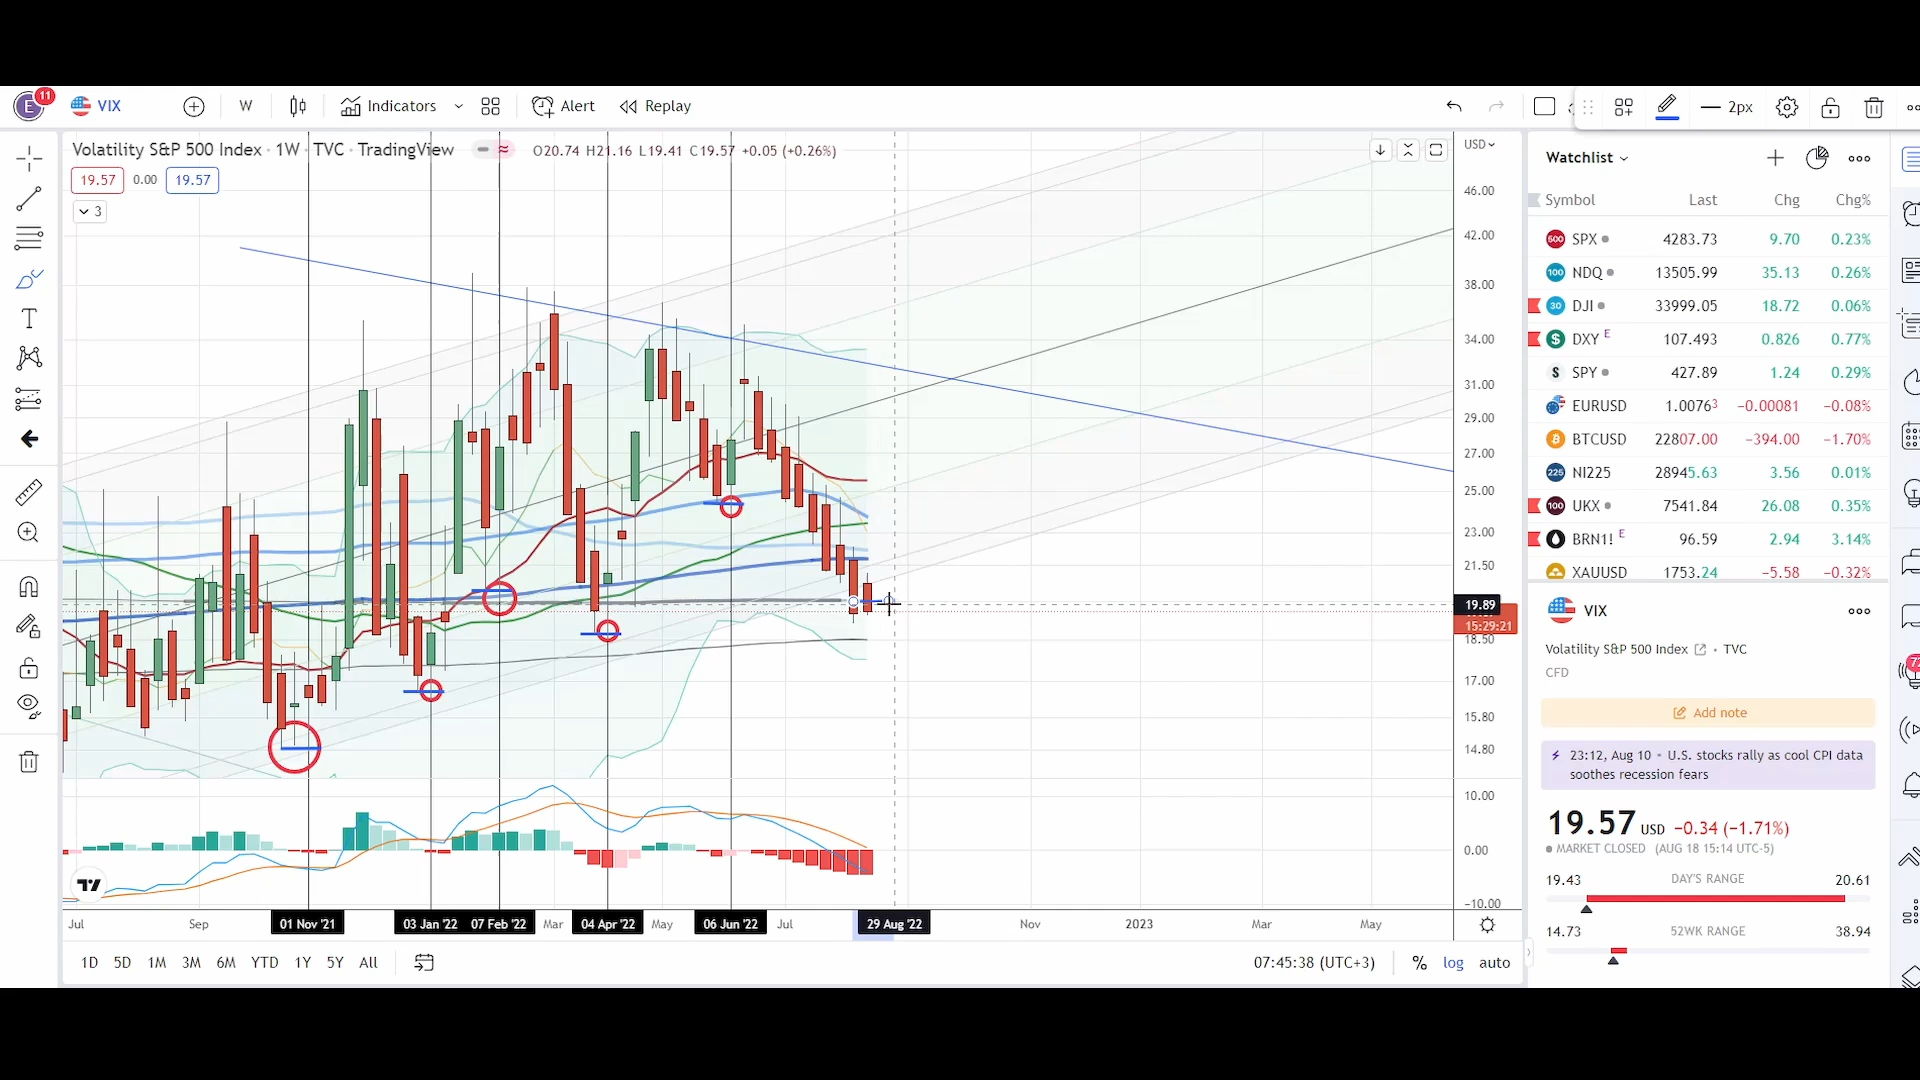 E 11 VIX W Indicators Alert Replay 2px
Volatility S&P 500 Index · 1W · TVC · TradingView O20.74 H21.16 L19.41 C19.57 +0.05 (+0.26%)
19.57 0.00 19.57
3
USD
46.00
42.00
38.00
34.00
31.00
29.00
27.00
25.00
23.00
21.50
19.89
15:29:21
18.50
17.00
15.80
14.80
10.00
0.00
−10.00
Jul Sep 01 Nov '21 03 Jan '22 07 Feb '22 Mar 04 Apr '22 May 06 Jun '22 Jul 29 Aug '22 Nov 2023 Mar May
1D 5D 1M 3M 6M YTD 1Y 5Y All 07:45:38 (UTC+3) % log auto
Watchlist
Symbol Last Chg Chg%
500 SPX 4283.73 9.70 0.23%
100 NDQ 13505.99 35.13 0.26%
30 DJI 33999.05 18.72 0.06%
$ DXY E 107.493 0.826 0.77%
S SPY 427.89 1.24 0.29%
EURUSD 1.00763 −0.00081 −0.08%
BTCUSD 22807.00 −394.00 −1.70%
225 NI225 28945.63 3.56 0.01%
100 UKX 7541.84 26.08 0.35%
BRN1! E 96.59 2.94 3.14%
XAUUSD 1753.24 −5.58 −0.32%
VIX
Volatility S&P 500 Index · TVC
CFD
Add note
23:12, Aug 10 · U.S. stocks rally as cool CPI data
soothes recession fears
19.57 USD −0.34 (−1.71%)
MARKET CLOSED (AUG 18 15:14 UTC-5)
19.43 DAY'S RANGE 20.61
14.73 52WK RANGE 38.94